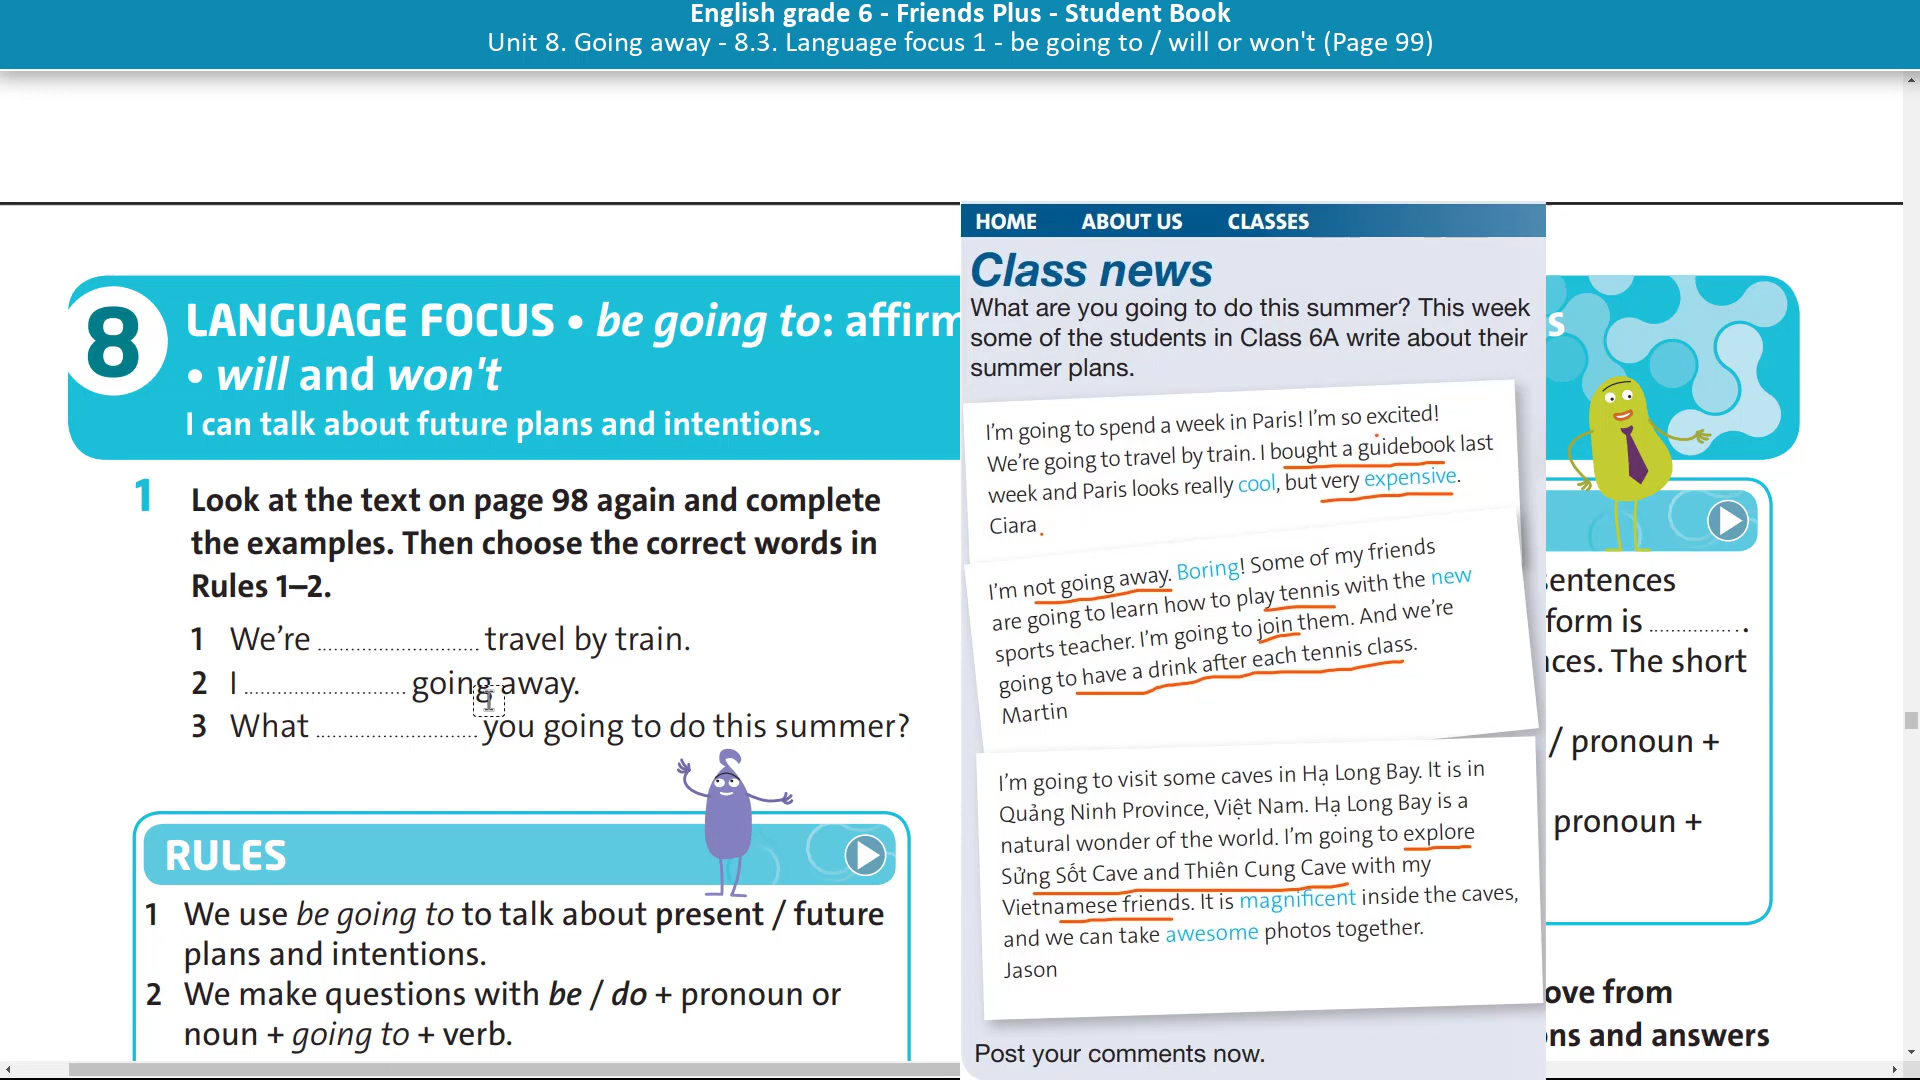 English grade 6 - Friends Plus - Student Book
Unit 8. Going away - 8.3. Language focus 1 - be going to / will or won't (Page 99)
8
LANGUAGE FOCUS • be going to: affirm
• will and won't
I can talk about future plans and intentions.
1 Look at the text on page 98 again and complete
the examples. Then choose the correct words in
Rules 1–2.
1 We're .............................. travel by train.
2 I .............................. going away.
3 What .............................. you going to do this summer?
RULES
1 We use be going to to talk about present / future
plans and intentions.
2 We make questions with be / do + pronoun or
noun + going to + verb.
HOME ABOUT US CLASSES
Class news
What are you going to do this summer? This week
some of the students in Class 6A write about their
summer plans.
I'm going to spend a week in Paris! I'm so excited!
We're going to travel by train. I bought a guidebook last
week and Paris looks really cool, but very expensive.
Ciara
I'm not going away. Boring! Some of my friends
are going to learn how to play tennis with the new
sports teacher. I'm going to join them. And we're
going to have a drink after each tennis class.
Martin
I'm going to visit some caves in Hạ Long Bay. It is in
Quảng Ninh Province, Việt Nam. Hạ Long Bay is a
natural wonder of the world. I'm going to explore
Sửng Sốt Cave and Thiên Cung Cave with my
Vietnamese friends. It is magnificent inside the caves,
and we can take awesome photos together.
Jason
Post your comments now.
s
sentences
form is ............... .
nces. The short
/ pronoun +
pronoun +
ove from
ons and answers